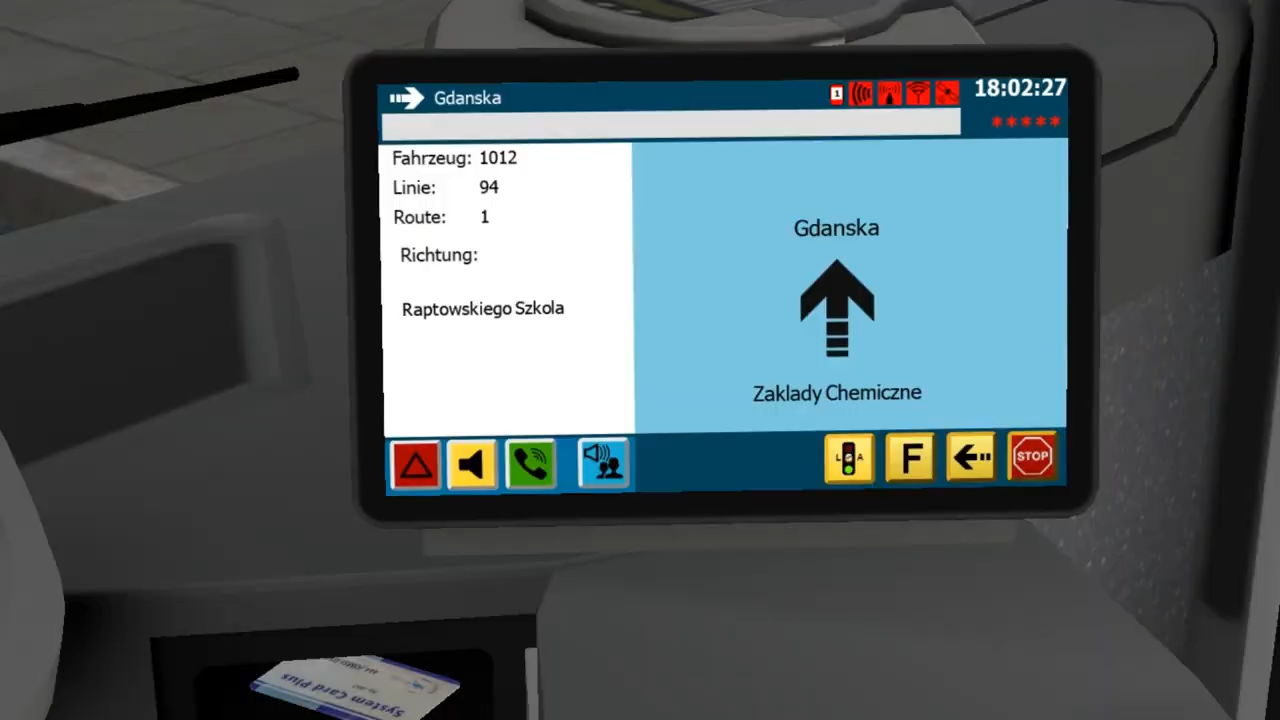 Gdanska
1
18:02:27
*****
Fahrzeug: 1012
Linie: 94
Route: 1
Richtung:
Raptowskiego Szkola
Gdanska
Zaklady Chemiczne
L A
F
STOP
System Card Plus